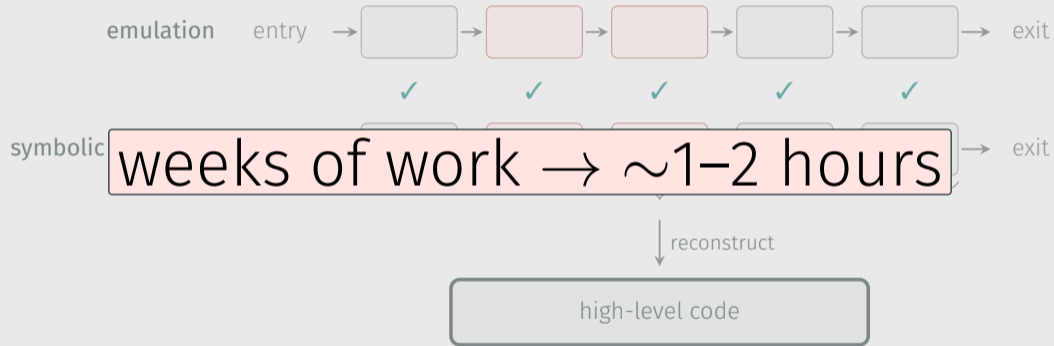 emulation entry → → → → → → exit
✓ ✓ ✓ ✓ ✓
symbolic → exit
weeks of work → ~1–2 hours
reconstruct
high-level code